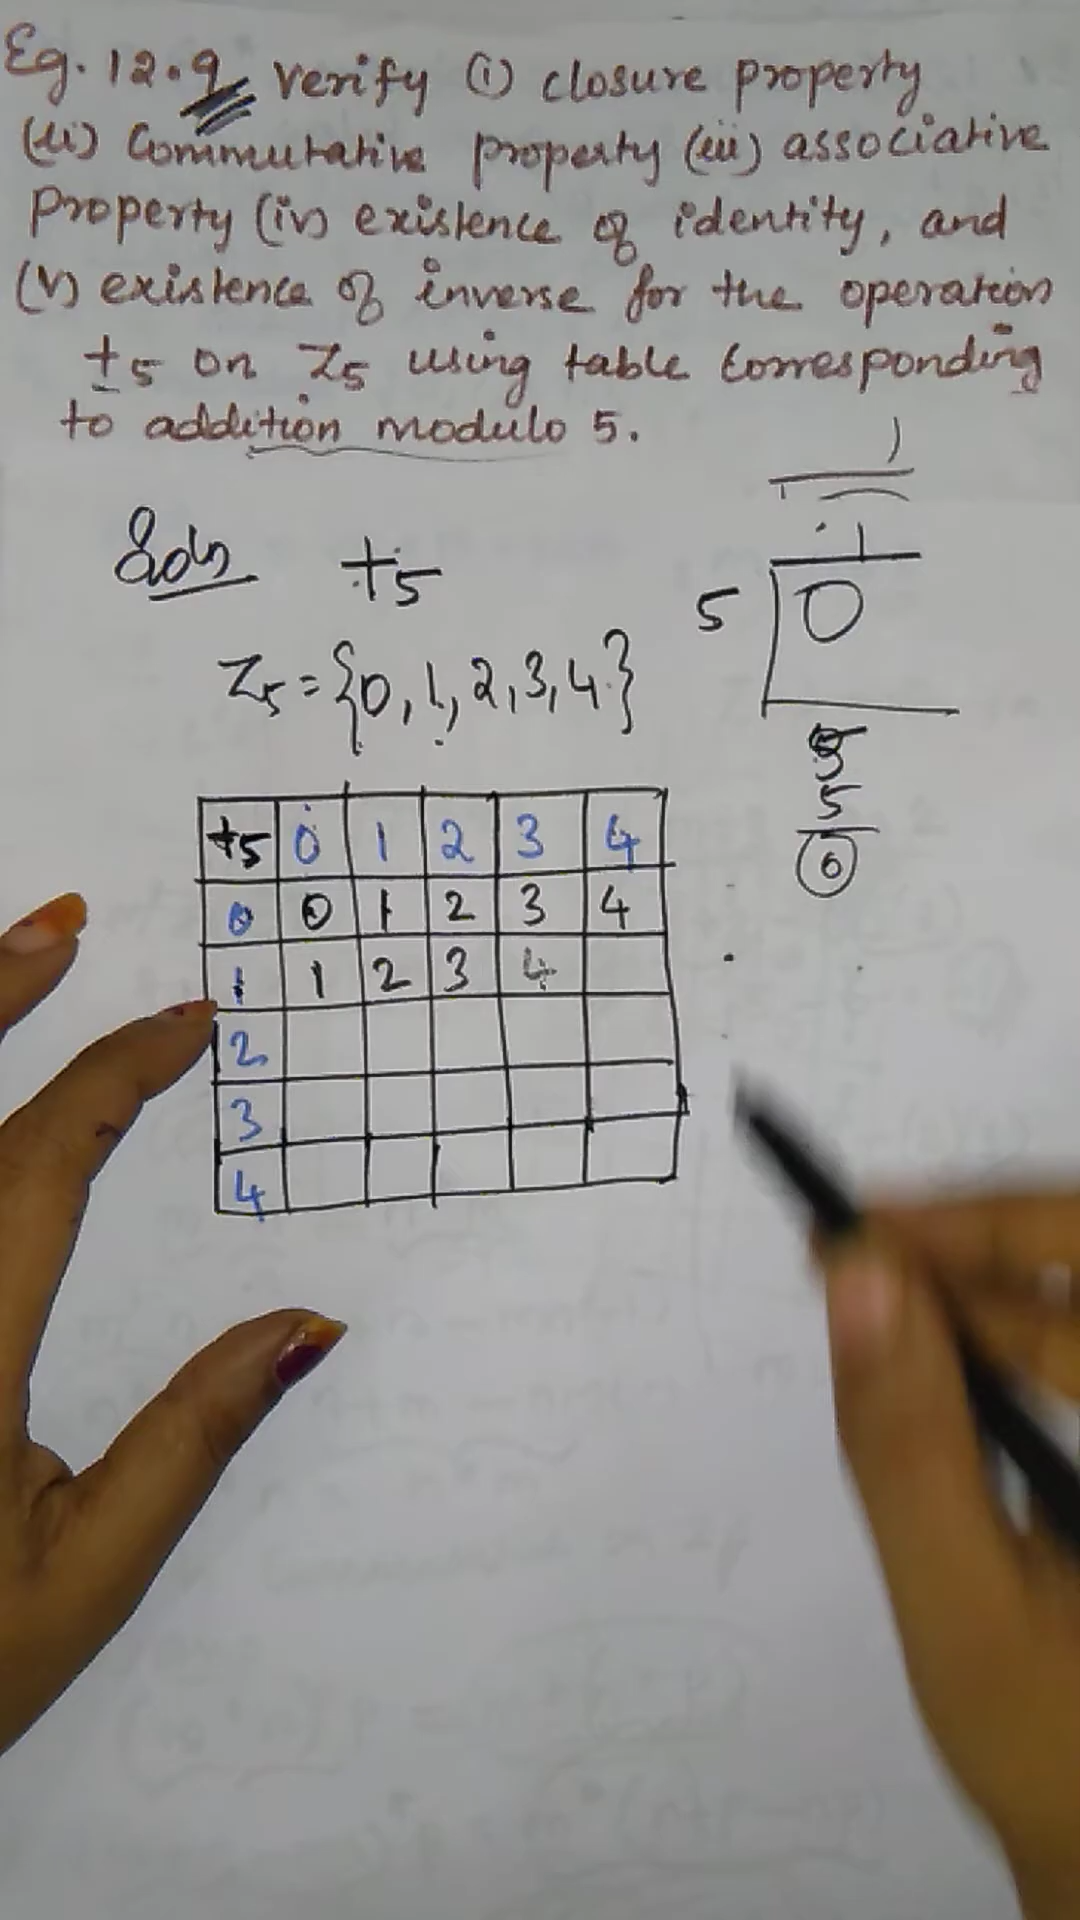 Eg. 12.9 verify (i) closure property
(ii) Commutative property (iii) associative
Property (iv) existence of identity, and
(v) existence of inverse for the operation
+5 on Z5 using table corresponding
to addition modulo 5.
Soln +5
Z5 = {0, 1, 2, 3, 4}
1
5 0
5
0
+5 0 1 2 3 4
0 0 1 2 3 4
1 1 2 3 4
2
3
4